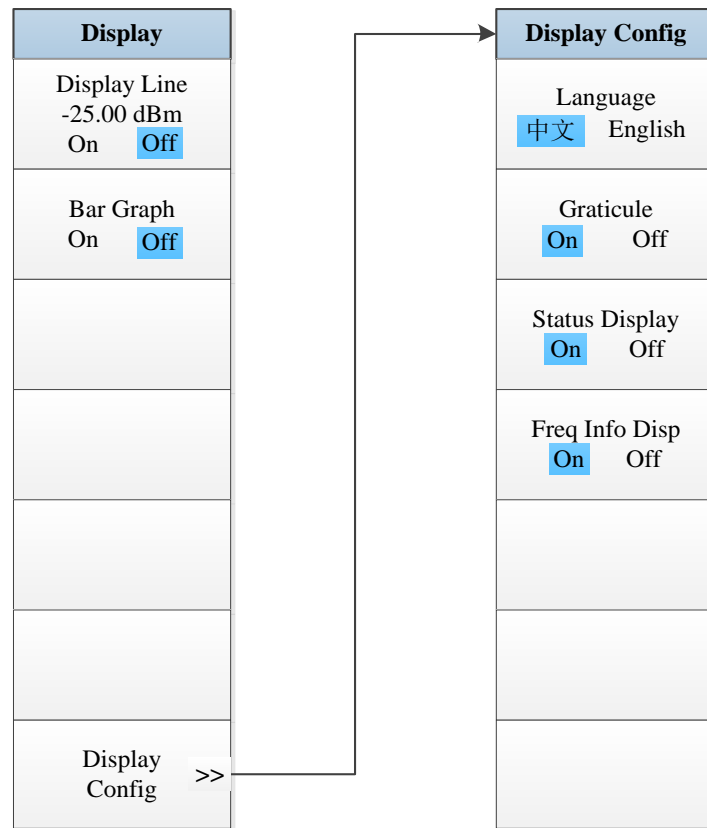 Display
Display Line
-25.00 dBm
On Off
Bar Graph
On Off
Display
Config >>
Display Config
Language
中文 English
Graticule
On Off
Status Display
On Off
Freq Info Disp
On Off